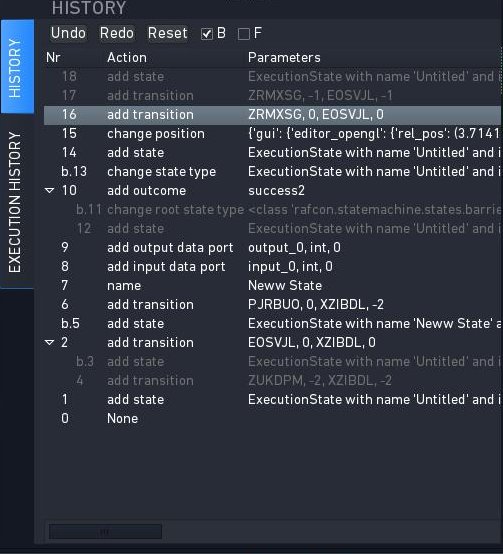 HISTORY
Undo Redo Reset B F
Nr Action Parameters
18 add state ExecutionState with name 'Untitled' and i
17 add transition ZRMXSG, -1, EOSVJL, -1
16 add transition ZRMXSG, 0, EOSVJL, 0
15 change position {'gui': {'editor_opengl': {'rel_pos': (3.7141
14 add state ExecutionState with name 'Untitled' and i
b.13 change state type ExecutionState with name 'Untitled' and i
10 add outcome success2
b.11 change root state type <class 'rafcon.statemachine.states.barrie
12 add state ExecutionState with name 'Untitled' and i
9 add output data port output_0, int, 0
8 add input data port input_0, int, 0
7 name Neww State
6 add transition PJRBUO, 0, XZIBDL, -2
b.5 add state ExecutionState with name 'Neww State' a
2 add transition EOSVJL, 0, XZIBDL, 0
b.3 add state ExecutionState with name 'Untitled' and i
4 add transition ZUKDPM, -2, XZIBDL, -2
1 add state ExecutionState with name 'Untitled' and i
0 None
HISTORY
EXECUTION HISTORY